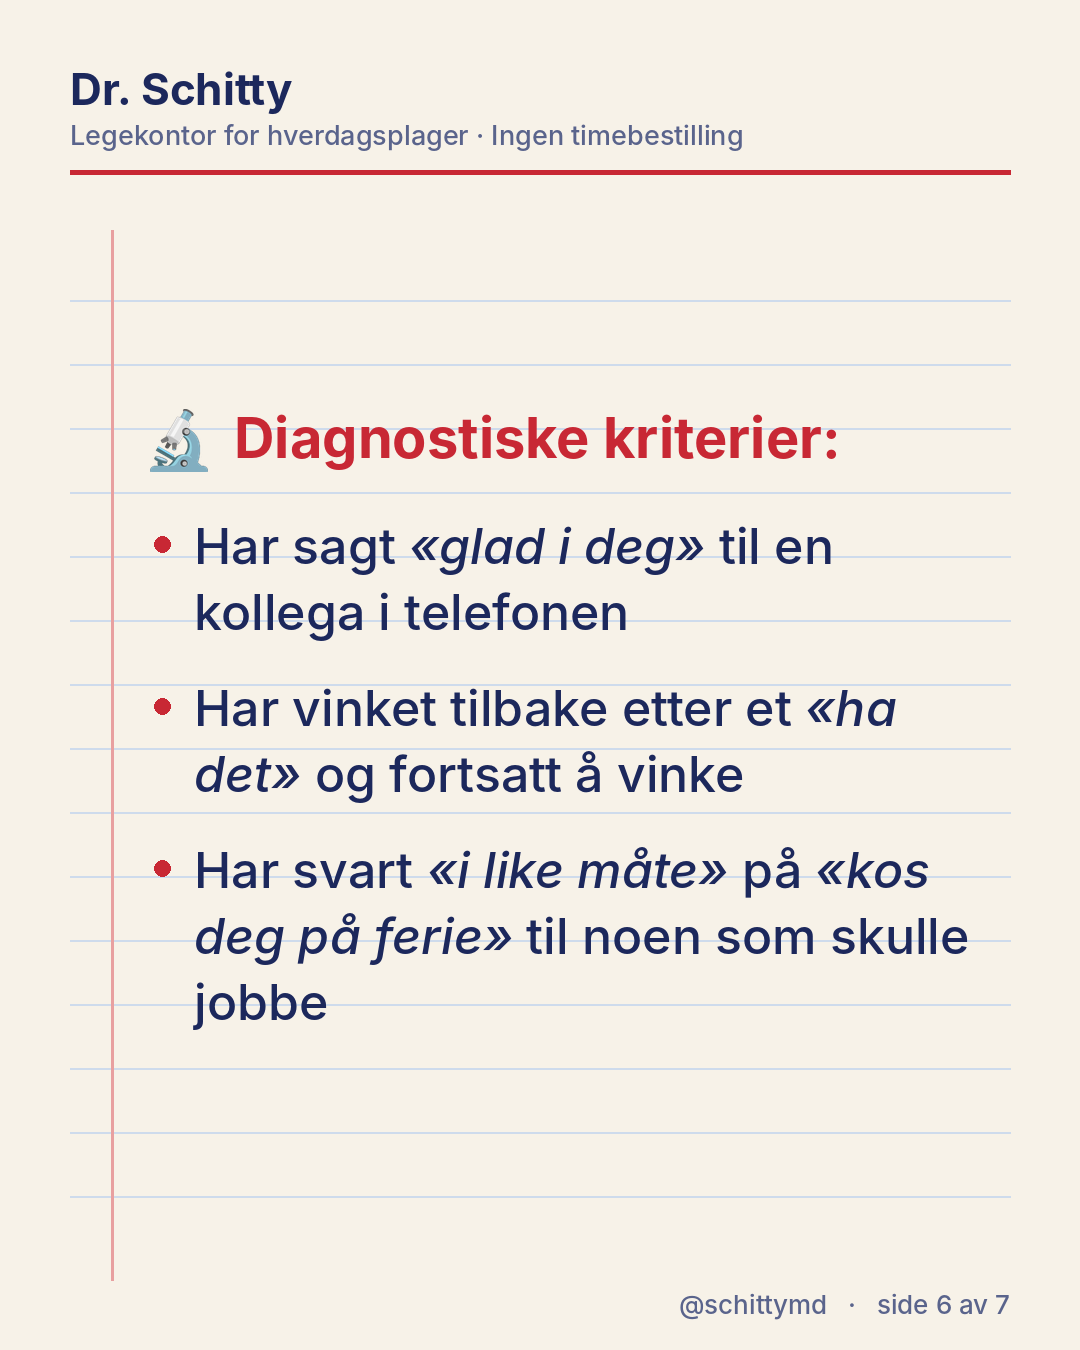 Dr. Schitty
Legekontor for hverdagsplager · Ingen timebestilling
🔬 Diagnostiske kriterier:
• Har sagt «glad i deg» til en
kollega i telefonen
• Har vinket tilbake etter et «ha
det» og fortsatt å vinke
• Har svart «i like måte» på «kos
deg på ferie» til noen som skulle
jobbe
@schittymd · side 6 av 7